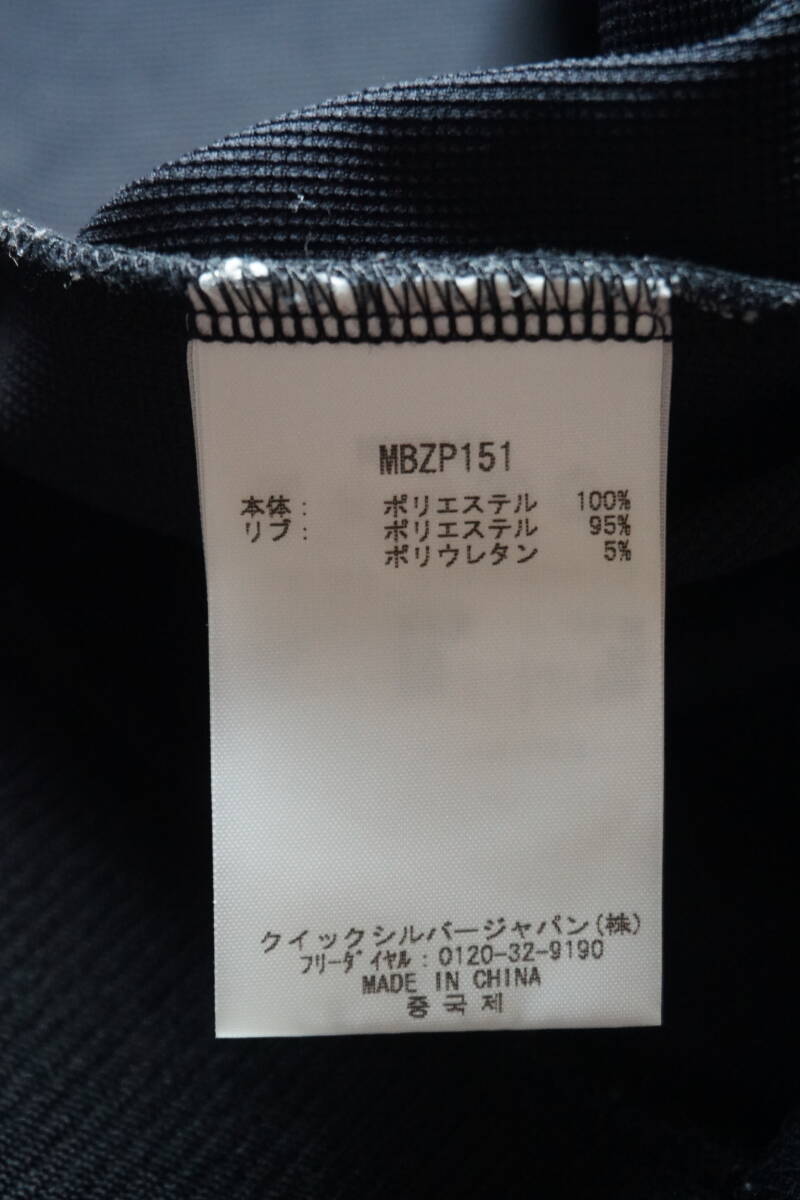 MBZP151
本体： ポリエステル 100%
リブ： ポリエステル 95%
ポリウレタン 5%
クイックシルバージャパン(株)
ﾌﾘｰﾀﾞｲﾔﾙ：0120-32-9190
MADE IN CHINA
중국제